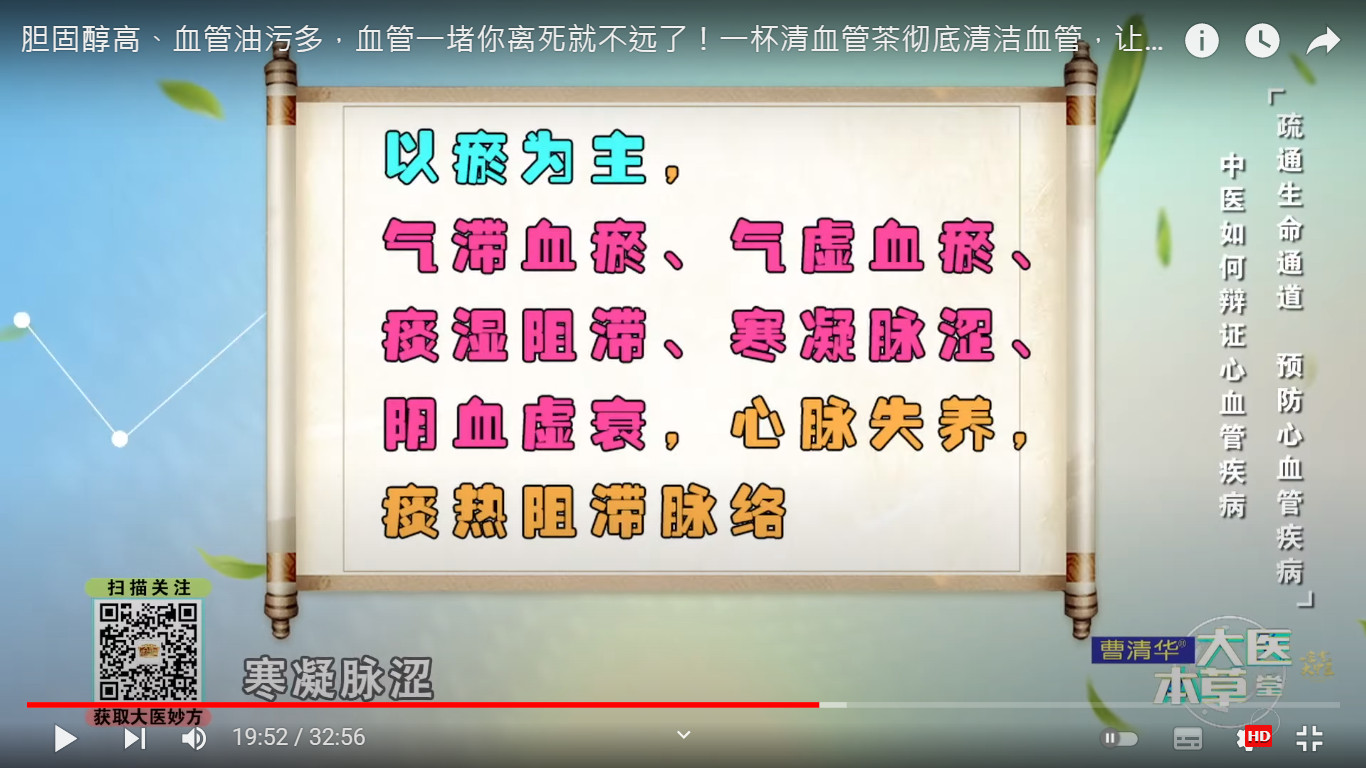 胆固醇高、血管油污多，血管一堵你离死就不远了！一杯清血管茶彻底清洁血管，让...
以瘀为主，
气滞血瘀、气虚血瘀、
痰湿阻滞、寒凝脉涩、
阴血虚衰，心脉失养，
痰热阻滞脉络
「疏通生命通道 预防心血管疾病」
中医如何辩证心血管疾病
扫描关注
获取大医妙方
寒凝脉涩
曹清华®
大医
本草堂
19:52 / 32:56
HD